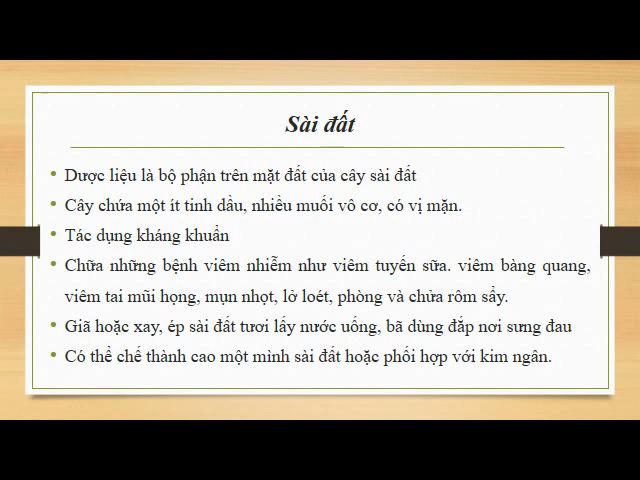 Sài đất
• Dược liệu là bộ phận trên mặt đất của cây sài đất
• Cây chứa một ít tinh dầu, nhiều muối vô cơ, có vị mặn.
• Tác dụng kháng khuẩn
• Chữa những bệnh viêm nhiễm như viêm tuyến sữa. viêm bàng quang,
viêm tai mũi họng, mụn nhọt, lở loét, phòng và chửa rôm sẩy.
• Giã hoặc xay, ép sài đất tươi lấy nước uống, bã dùng đắp nơi sưng đau
• Có thể chế thành cao một mình sài đất hoặc phối hợp với kim ngân.